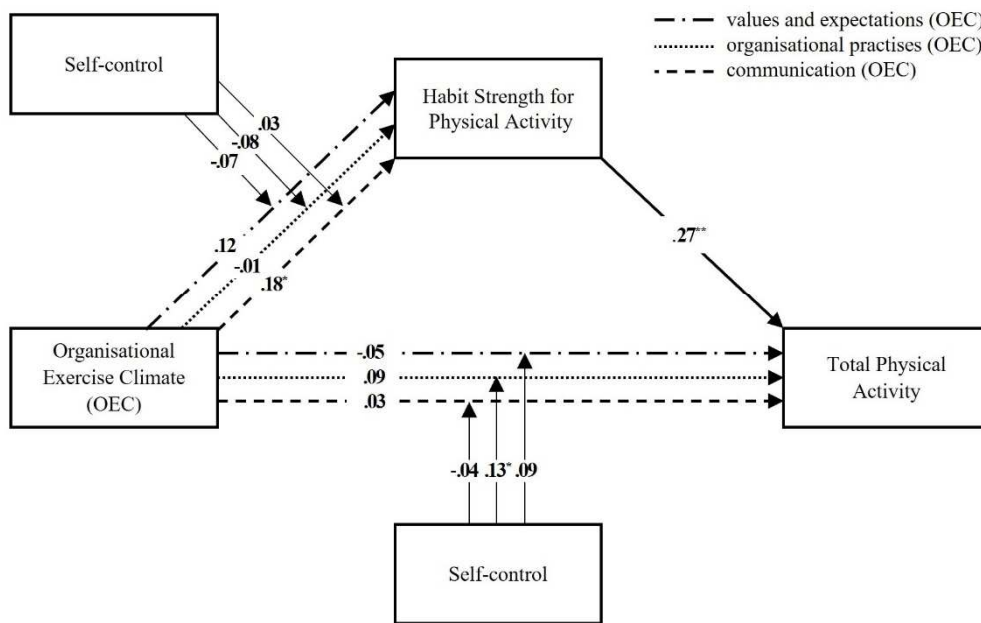 values and expectations (OEC)
organisational practises (OEC)
communication (OEC)
Self-control
Habit Strength for
Physical Activity
.03
-.08
-.07
.12
-.01
.18*
.27**
Organisational
Exercise Climate
(OEC)
-.05
.09
.03
Total Physical
Activity
-.04 .13* .09
Self-control